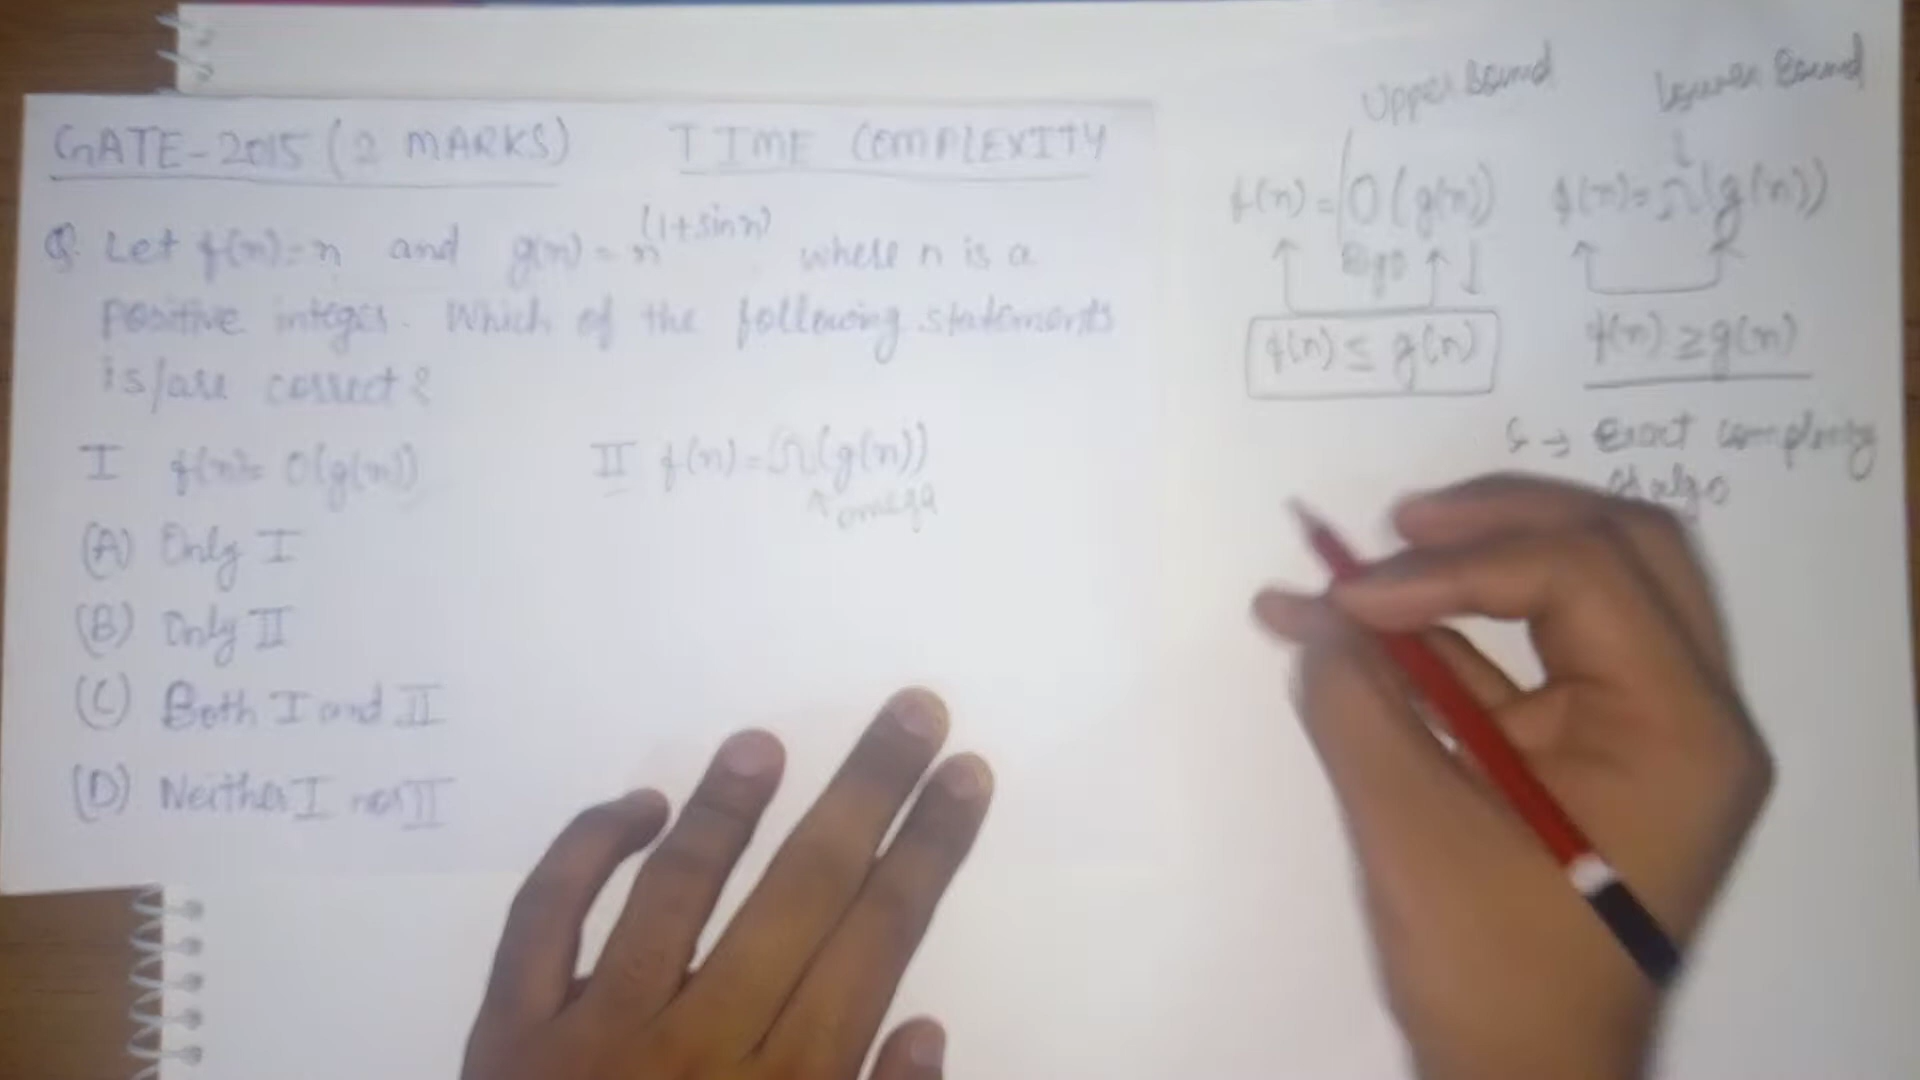 GATE-2015 (2 MARKS) TIME COMPLEXITY
Q. Let f(n)=n and g(n)=n^(1+sin n) where n is a
positive integer. Which of the following statements
is/are correct?
I f(n)= O(g(n)) II f(n)=Ω(g(n))
↑ omega
(A) Only I
(B) Only II
(C) Both I and II
(D) Neither I nor II
Upper Bound
f(n) = O(g(n))
BigO
f(n) ≤ g(n)
Lower Bound
↓
f(n)= Ω(g(n))
f(n) ≥ g(n)
→ Exact complexity
algo